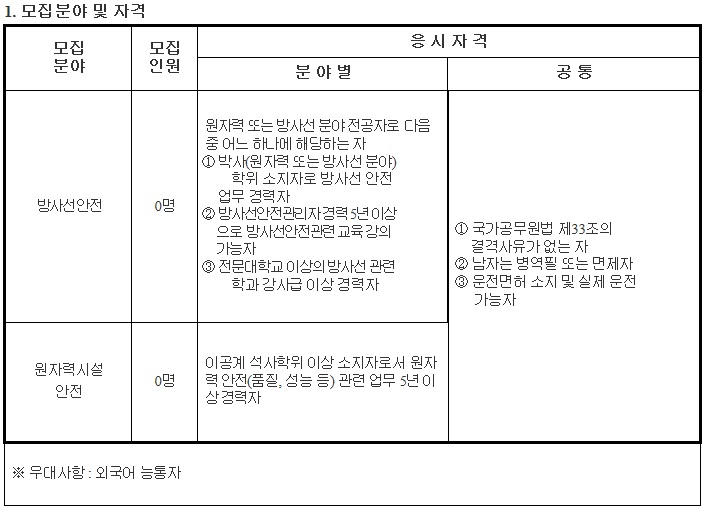 1. 모집분야 및 자격
모집
분야
모집
인원
응 시 자 격
분 야 별
공 통
방사선안전
0명
원자력 또는 방사선 분야 전공자로 다음
중 어느 하나에 해당하는 자
① 박사(원자력 또는 방사선 분야)
학위 소지자로 방사선 안전
업무 경력자
② 방사선안전관리자경력 5년 이상
으로 방사선안전관련 교육 강의
가능자
③ 전문대학교 이상의 방사선 관련
학과 강사급 이상 경력자
① 국가공무원법 제33조의
결격사유가 없는 자
② 남자는 병역필 또는 면제자
③ 운전면허 소지 및 실제 운전
가능자
원자력시설
안전
0명
이공계 석사학위 이상 소지자로서 원자
력 안전(품질, 성능 등) 관련 업무 5년 이
상 경력자
※ 우대사항 : 외국어 능통자